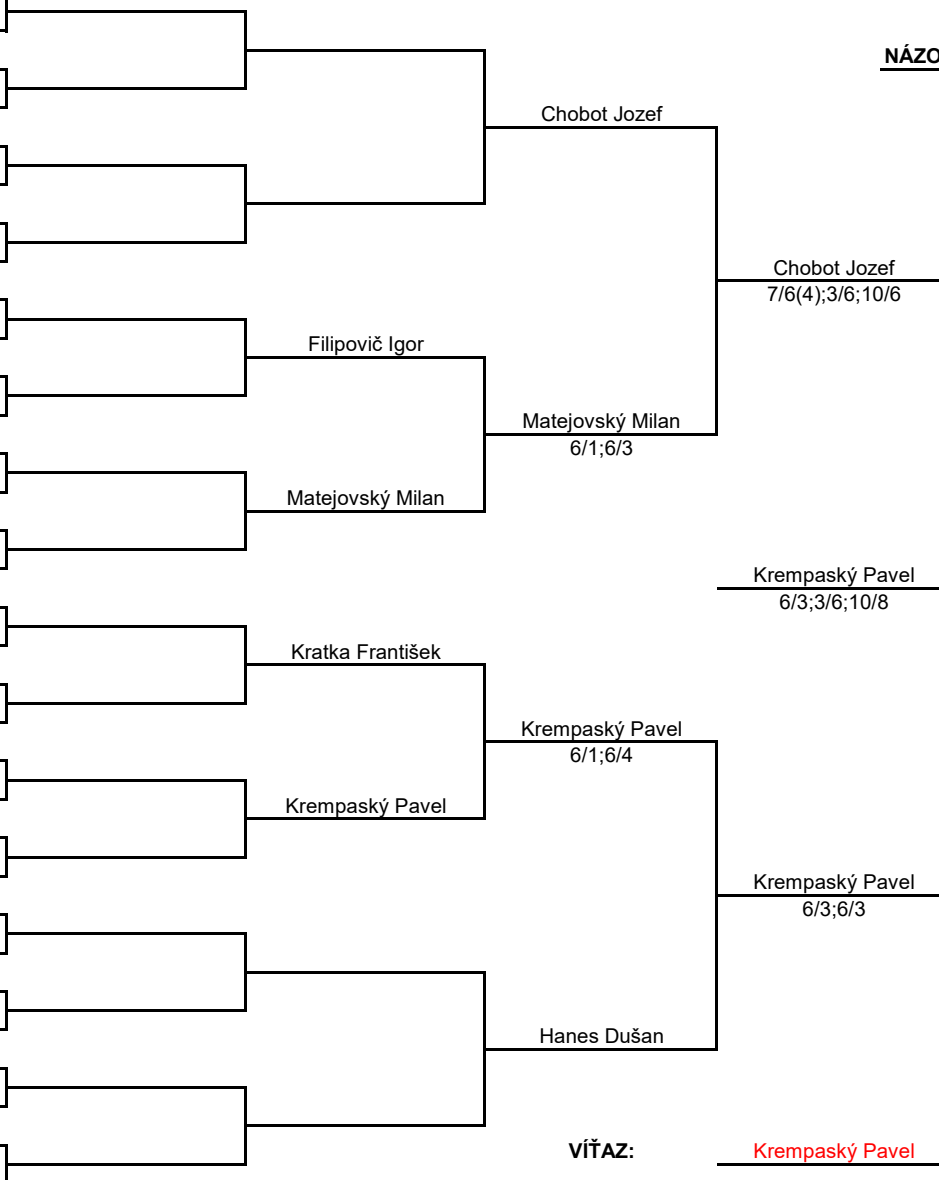 NÁZO
Chobot Jozef
Chobot Jozef
7/6(4);3/6;10/6
Filipovič Igor
Matejovský Milan
6/1;6/3
Matejovský Milan
Krempaský Pavel
6/3;3/6;10/8
Kratka František
Krempaský Pavel
6/1;6/4
Krempaský Pavel
Krempaský Pavel
6/3;6/3
Hanes Dušan
VÍŤAZ: Krempaský Pavel